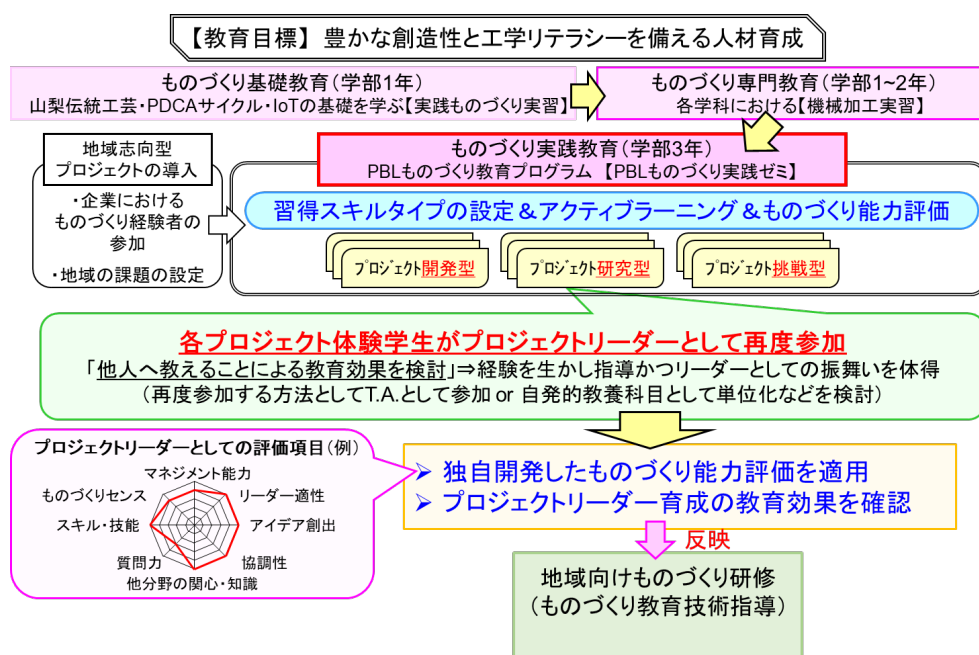 【教育目標】 豊かな創造性と工学リテラシーを備える人材育成
ものづくり基礎教育(学部1年)
山梨伝統工芸・PDCAサイクル・IoTの基礎を学ぶ【実践ものづくり実習】
ものづくり専門教育(学部1~2年)
各学科における【機械加工実習】
ものづくり実践教育(学部3年)
PBLものづくり教育プログラム 【PBLものづくり実践ゼミ】
地域志向型
プロジェクトの導入
・企業における
ものづくり経験者の
参加
・地域の課題の設定
習得スキルタイプの設定&アクティブラーニング&ものづくり能力評価
プロジェクト開発型
プロジェクト研究型
プロジェクト挑戦型
各プロジェクト体験学生がプロジェクトリーダーとして再度参加
「他人へ教えることによる教育効果を検討」⇒経験を生かし指導かつリーダーとしての振舞いを体得
(再度参加する方法としてT.A.として参加 or 自発的教養科目として単位化などを検討)
プロジェクトリーダーとしての評価項目(例)
マネジメント能力
リーダー適性
アイデア創出
協調性
他分野の関心・知識
質問力
スキル・技能
ものづくりセンス
➢ 独自開発したものづくり能力評価を適用
➢ プロジェクトリーダー育成の教育効果を確認
反映
地域向けものづくり研修
(ものづくり教育技術指導)